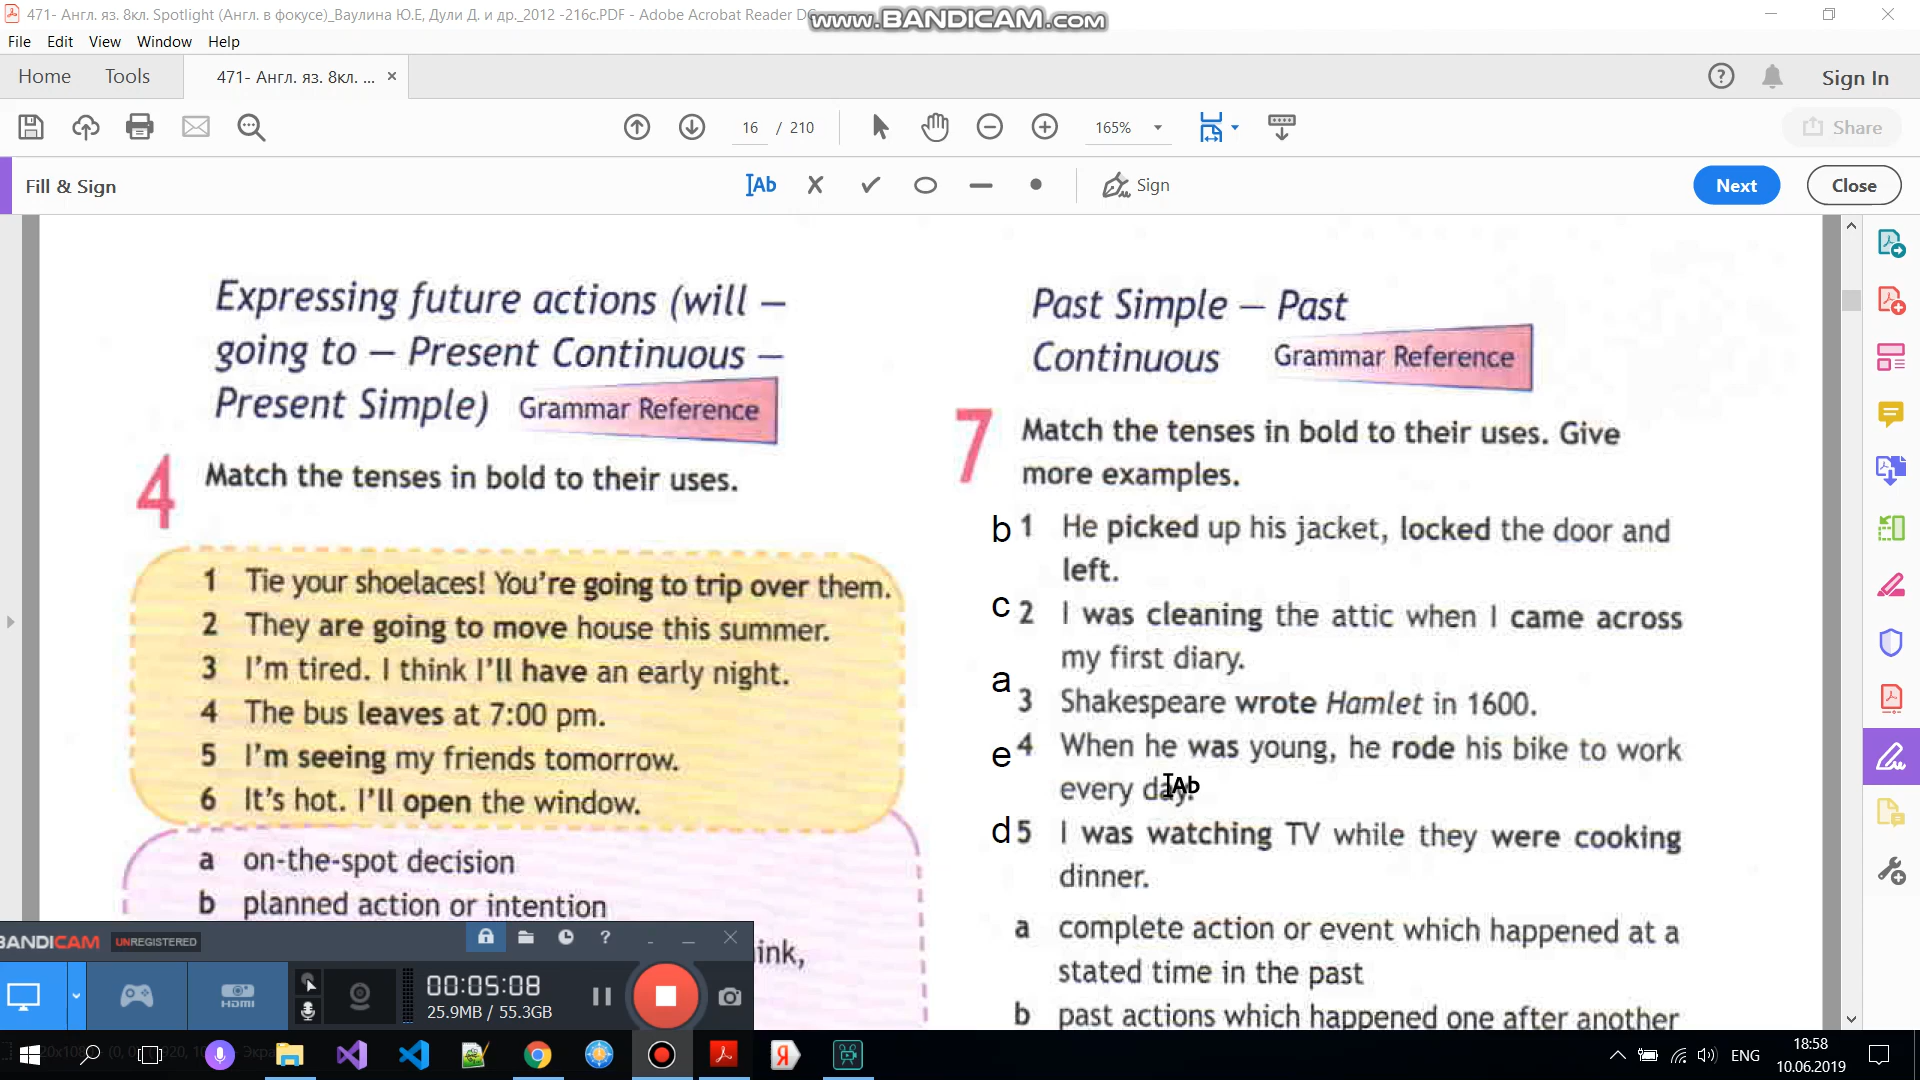 471- Англ. яз. 8кл. Spotlight (Англ. в фокусе)_Ваулина Ю.Е, Дули Д. и др._2012 -216с.PDF - Adobe Acrobat Reader DC
www.BANDICAM.com
File Edit View Window Help
Home Tools 471- Англ. яз. 8кл. ... × Sign In
16 / 210 165% Share
Fill & Sign Ab Sign Next Close
Expressing future actions (will –
going to – Present Continuous –
Present Simple) Grammar Reference
4 Match the tenses in bold to their uses.
1 Tie your shoelaces! You're going to trip over them.
2 They are going to move house this summer.
3 I'm tired. I think I'll have an early night.
4 The bus leaves at 7:00 pm.
5 I'm seeing my friends tomorrow.
6 It's hot. I'll open the window.
a on-the-spot decision
b planned action or intention
ink,
Past Simple – Past
Continuous Grammar Reference
7 Match the tenses in bold to their uses. Give
more examples.
b 1 He picked up his jacket, locked the door and
left.
c 2 I was cleaning the attic when I came across
my first diary.
a
3 Shakespeare wrote Hamlet in 1600.
e 4 When he was young, he rode his bike to work
every day. Ab
d 5 I was watching TV while they were cooking
dinner.
a complete action or event which happened at a
stated time in the past
b past actions which happened one after another
BANDICAM UNREGISTERED
HDMI
00:05:08
25.9MB / 55.3GB
ENG
18:58
10.06.2019